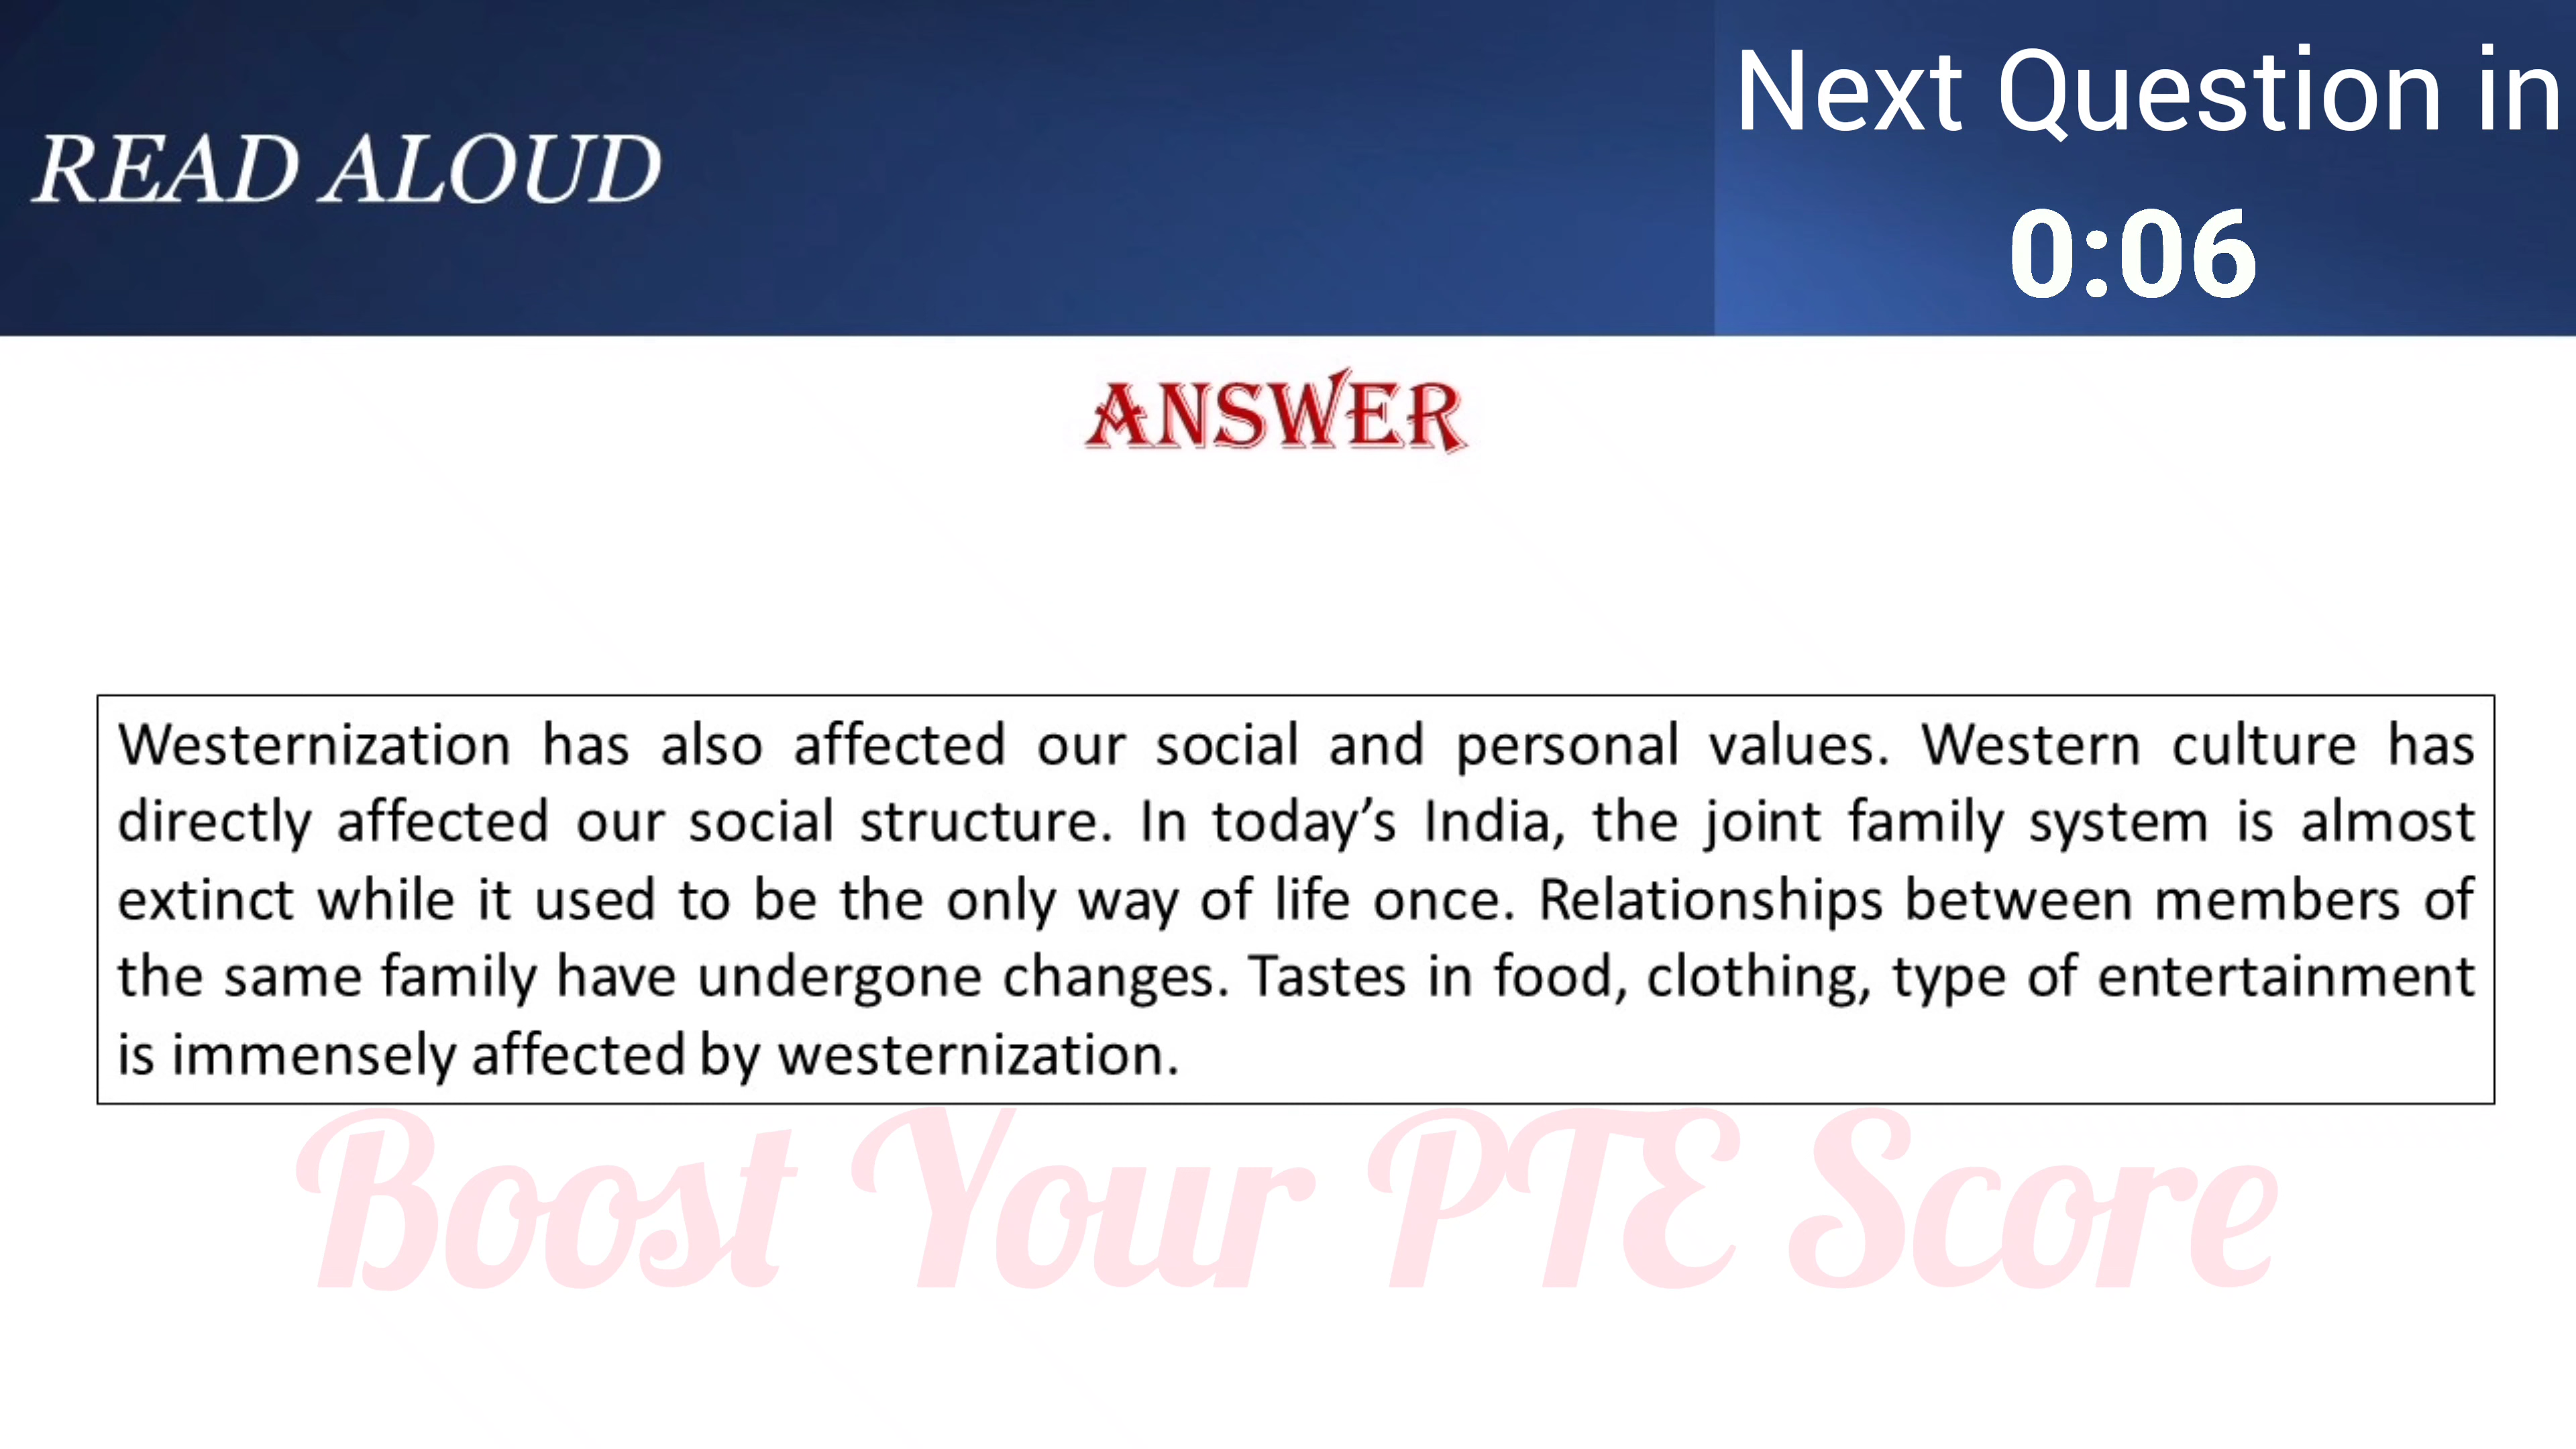 READ ALOUD
Next Question in
0:06
ANSWER
Westernization has also affected our social and personal values. Western culture has
directly affected our social structure. In today’s India, the joint family system is almost
extinct while it used to be the only way of life once. Relationships between members of
the same family have undergone changes. Tastes in food, clothing, type of entertainment
is immensely affected by westernization.
Boost Your PTE Score